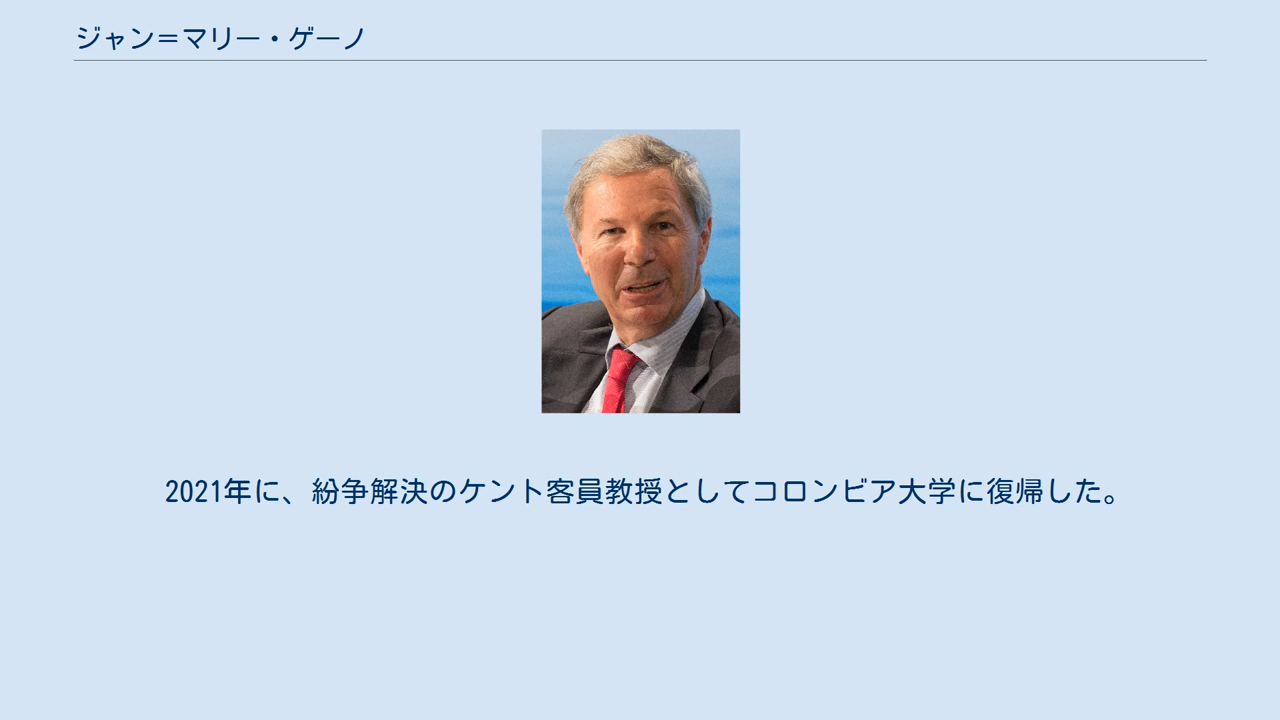 ジャン＝マリー・ゲーノ
2021年に、紛争解決のケント客員教授としてコロンビア大学に復帰した。